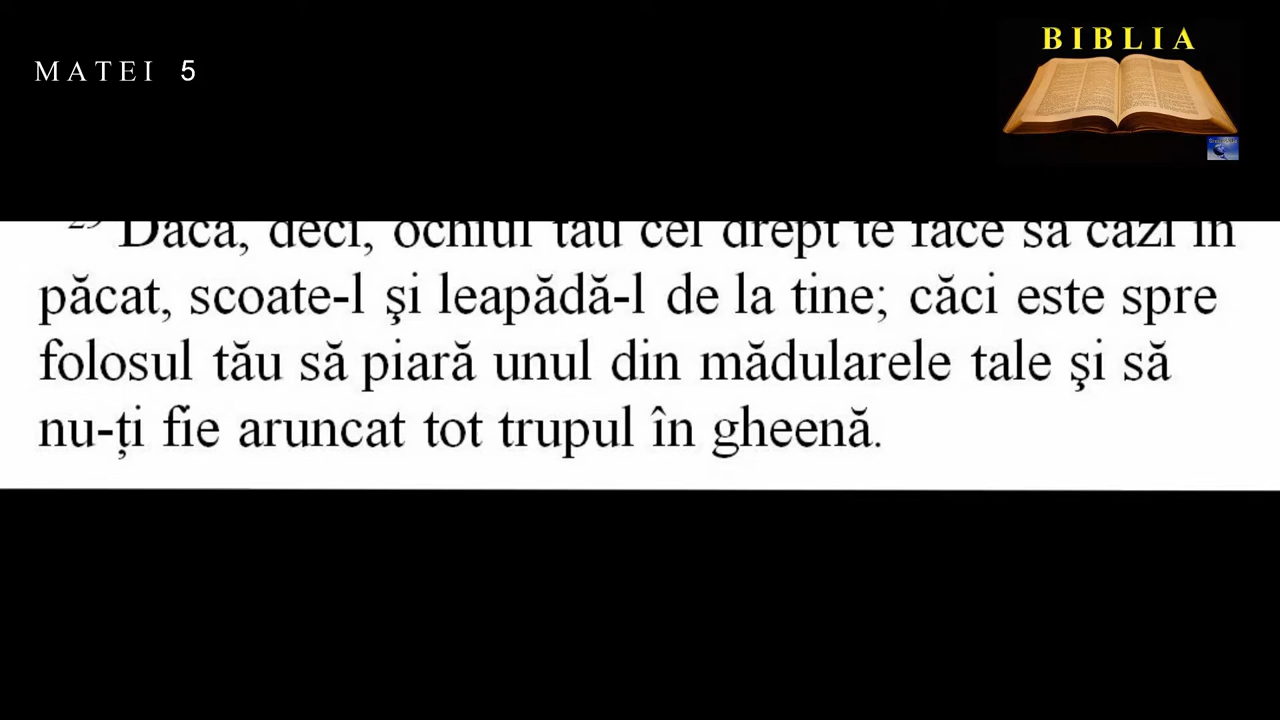 BIBLIA
MATEI 5
Dacă, deci, ochiul tău cel drept te face să cazi în
păcat, scoate-l şi leapădă-l de la tine; căci este spre
folosul tău să piară unul din mădularele tale şi să
nu-ţi fie aruncat tot trupul în gheenă.